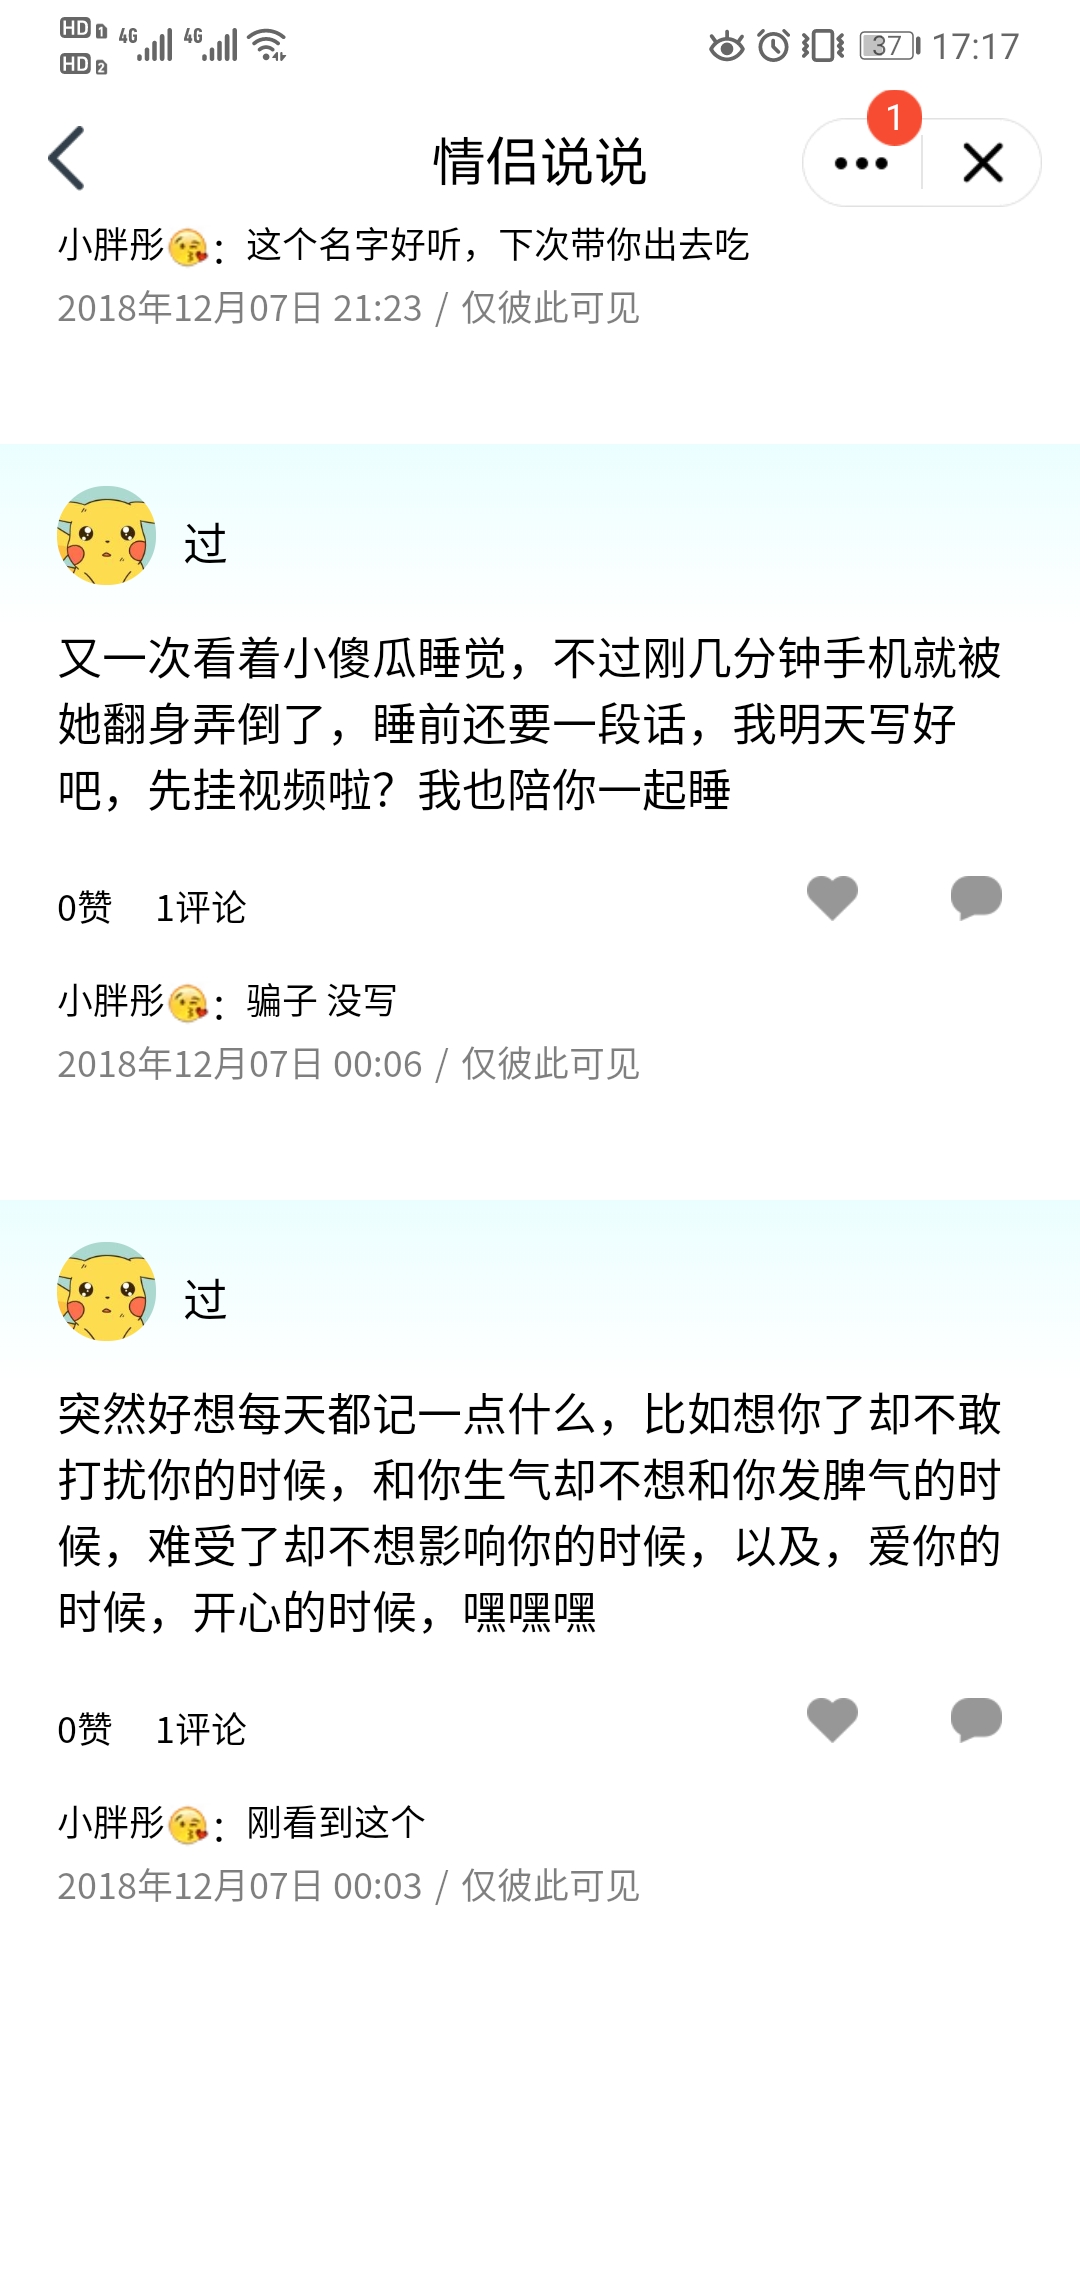 HD 1 4G 4G 37 17:17
HD 2
情侣说说
1
小胖彤😘：这个名字好听，下次带你出去吃
2018年12月07日 21:23 / 仅彼此可见
过
又一次看着小傻瓜睡觉，不过刚几分钟手机就被
她翻身弄倒了，睡前还要一段话，我明天写好
吧，先挂视频啦？我也陪你一起睡
0赞 1评论
小胖彤😘：骗子 没写
2018年12月07日 00:06 / 仅彼此可见
过
突然好想每天都记一点什么，比如想你了却不敢
打扰你的时候，和你生气却不想和你发脾气的时
候，难受了却不想影响你的时候，以及，爱你的
时候，开心的时候，嘿嘿嘿
0赞 1评论
小胖彤😘：刚看到这个
2018年12月07日 00:03 / 仅彼此可见